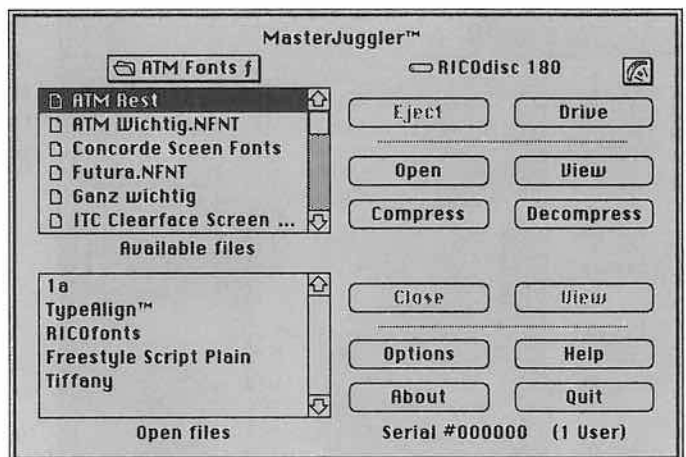 MasterJuggler™
ATM Fonts ƒ
RICOdisc 180
ATM Rest
ATM Wichtig.NFNT
Concorde Sceen Fonts
Futura.NFNT
Ganz wichtig
ITC Clearface Screen ...
Available files
Eject
Drive
Open
View
Compress
Decompress
1a
TypeAlign™
RICOfonts
Freestyle Script Plain
Tiffany
Open files
Close
View
Options
Help
About
Quit
Serial #000000 (1 User)